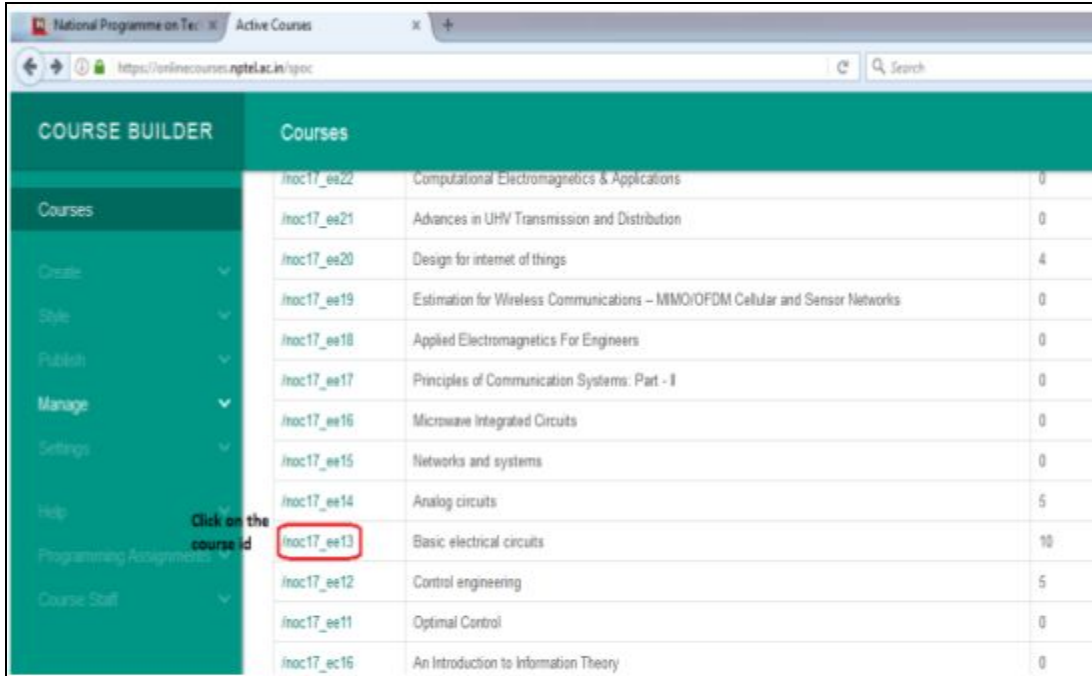 National Programme on Tec
Active Courses
https://onlinecourses.nptel.ac.in/spoc
Search
COURSE BUILDER
Courses
Courses
Create
Style
Publish
Manage
Settings
Help
Programming Assignments
Course Staff
Click on the
course id
/noc17_ee22 Computational Electromagnetics & Applications 0
/noc17_ee21 Advances in UHV Transmission and Distribution 0
/noc17_ee20 Design for internet of things 4
/noc17_ee19 Estimation for Wireless Communications – MIMO/OFDM Cellular and Sensor Networks 0
/noc17_ee18 Applied Electromagnetics For Engineers 0
/noc17_ee17 Principles of Communication Systems: Part - II 0
/noc17_ee16 Microwave Integrated Circuits 0
/noc17_ee15 Networks and systems 0
/noc17_ee14 Analog circuits 5
/noc17_ee13 Basic electrical circuits 10
/noc17_ee12 Control engineering 5
/noc17_ee11 Optimal Control 0
/noc17_ec16 An Introduction to Information Theory 0